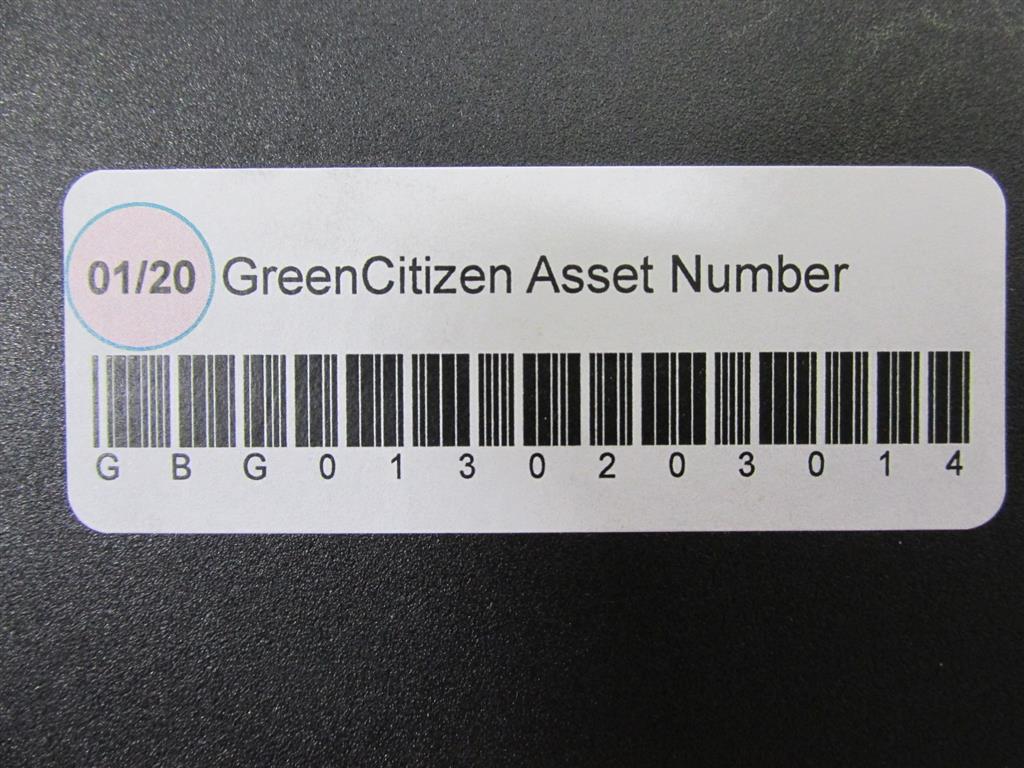 01/20 GreenCitizen Asset Number
G B G 0 1 3 0 2 0 3 0 1 4